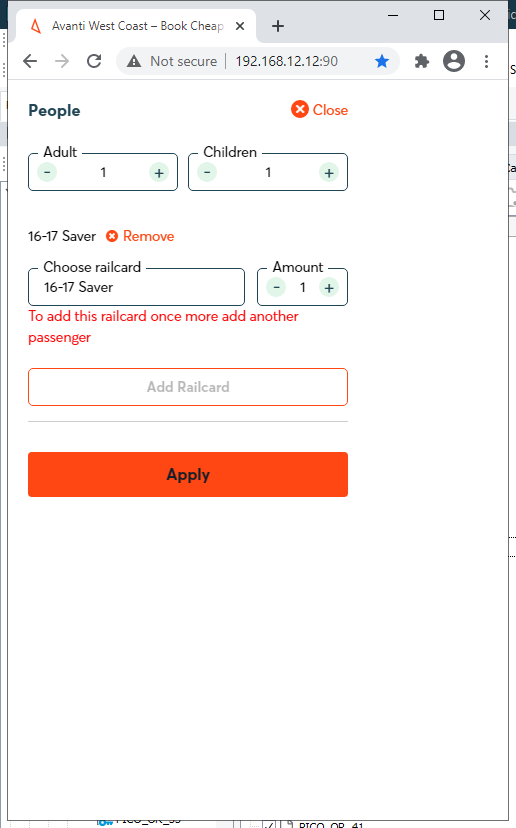 Avanti West Coast – Book Cheap
Not secure | 192.168.12.12:90
People
Close
Adult
Children
- 1 +
- 1 +
16-17 Saver
Remove
Choose railcard
Amount
16-17 Saver
- 1 +
To add this railcard once more add another
passenger
Add Railcard
Apply
PICO_OR_41